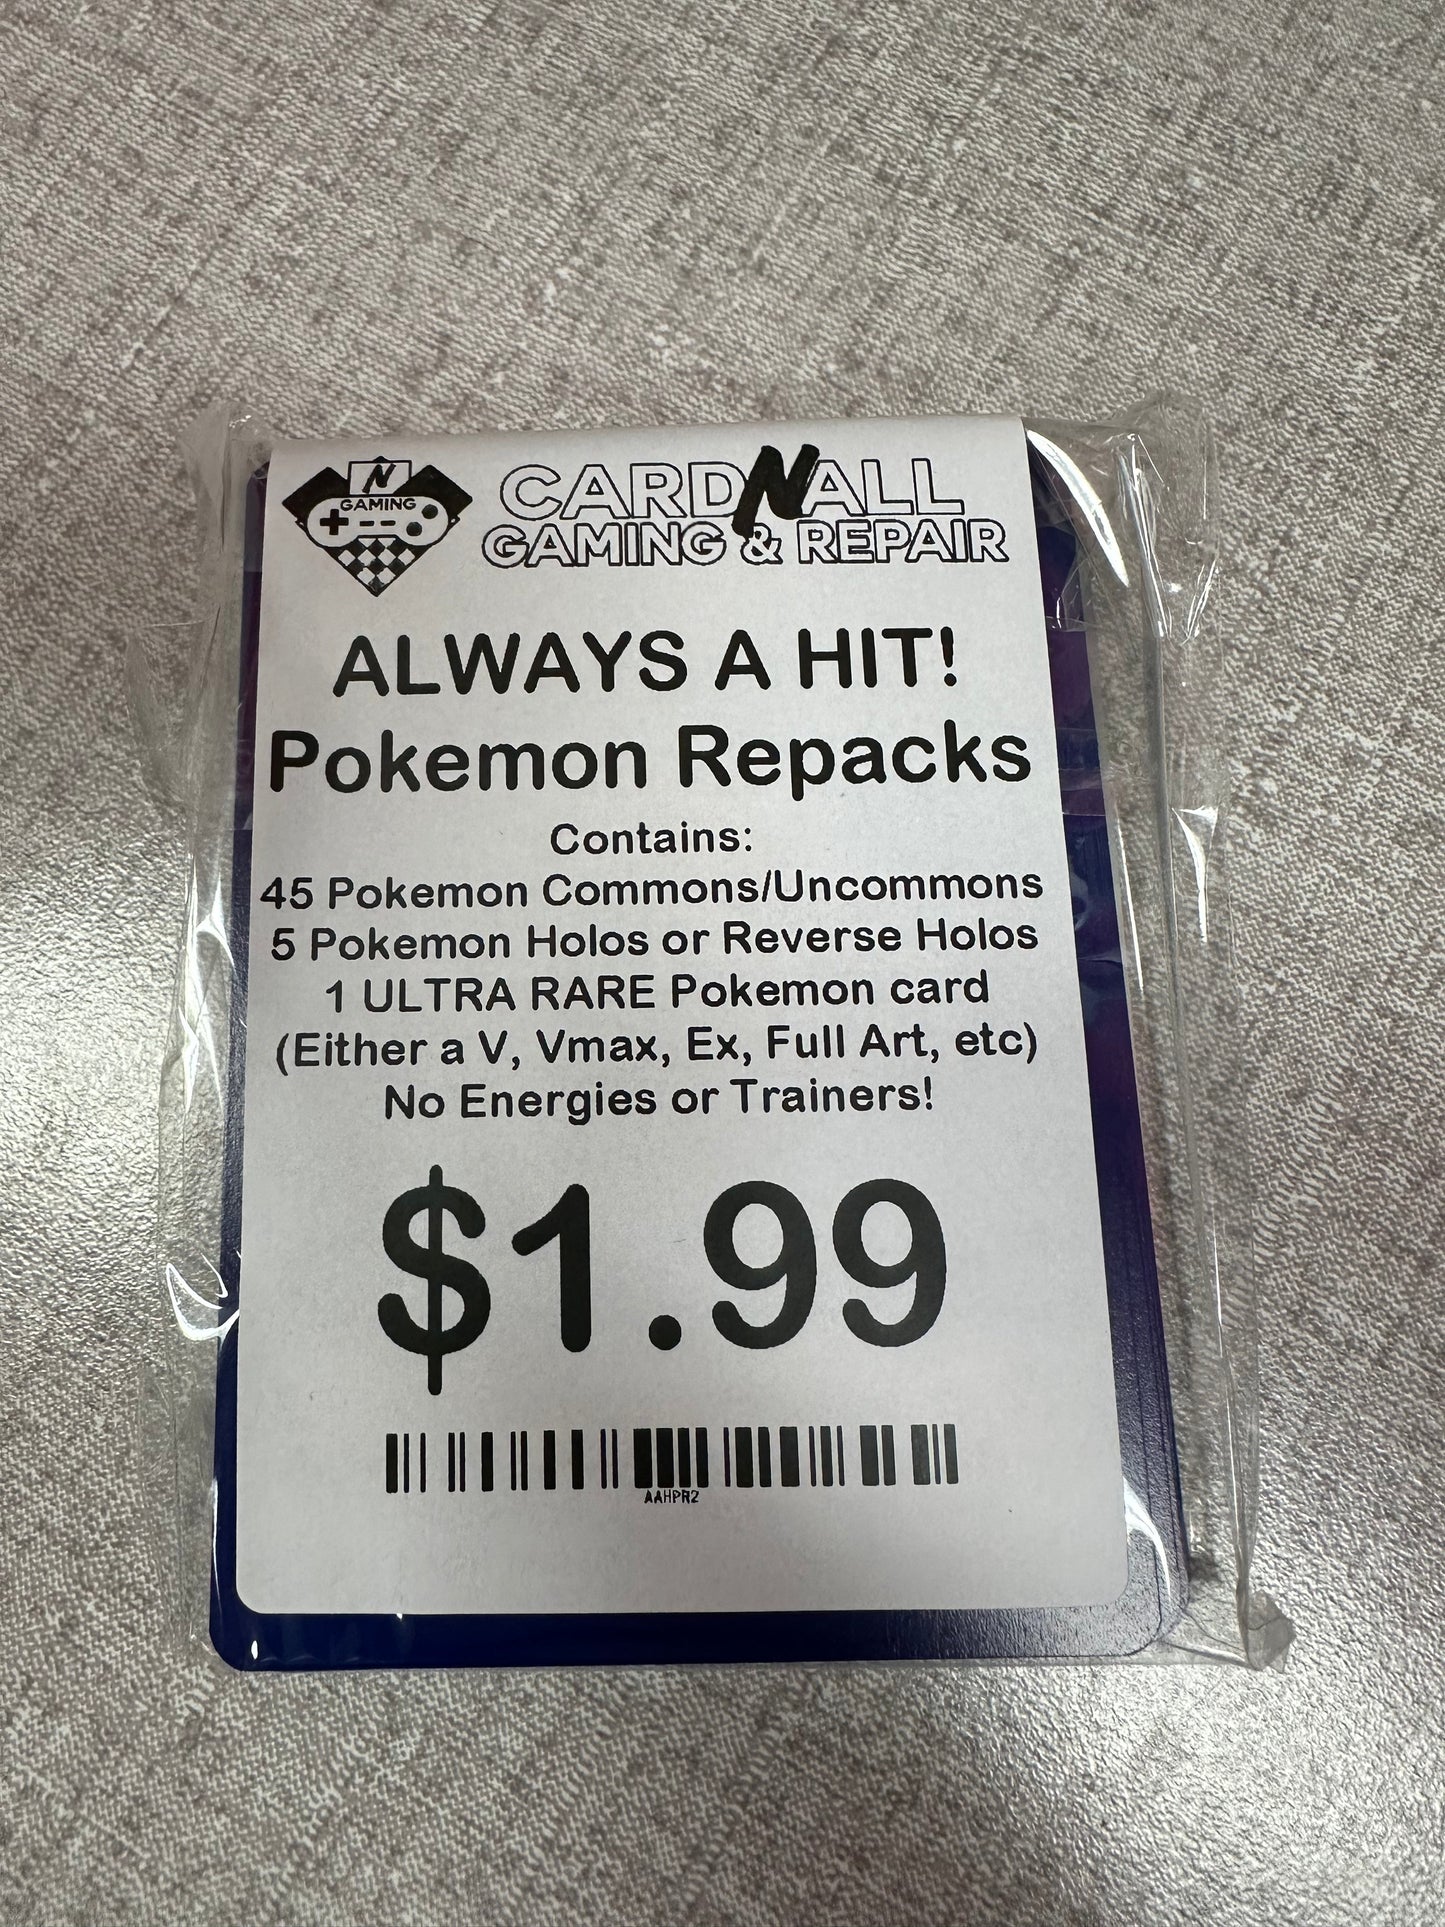 N
GAMING
CARDNALL
GAMING & REPAIR
ALWAYS A HIT!
Pokemon Repacks
Contains:
45 Pokemon Commons/Uncommons
5 Pokemon Holos or Reverse Holos
1 ULTRA RARE Pokemon card
(Either a V, Vmax, Ex, Full Art, etc)
No Energies or Trainers!
$1.99
AAHPR2